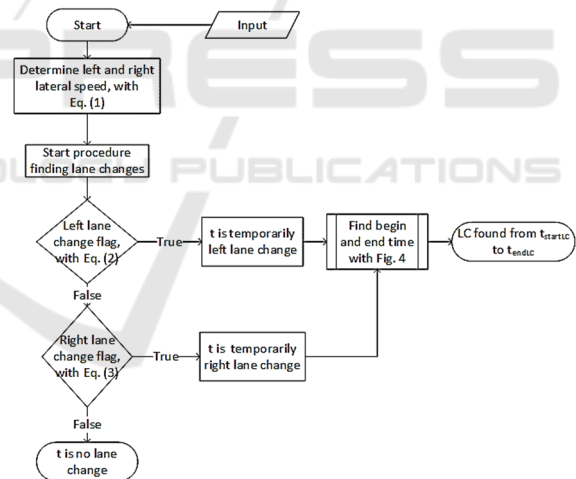 Start
Input
PRESS
Determine left and right
lateral speed, with
Eq. (1)
Start procedure
finding lane changes
LOGY PUBLICATIONS
Left lane
change flag,
with Eq. (2)
True
t is temporarily
left lane change
Find begin
and end time
with Fig. 4
LC found from tstartLC
to tendLC
False
Right lane
change flag,
with Eq. (3)
True
t is temporarily
right lane change
False
t is no lane
change